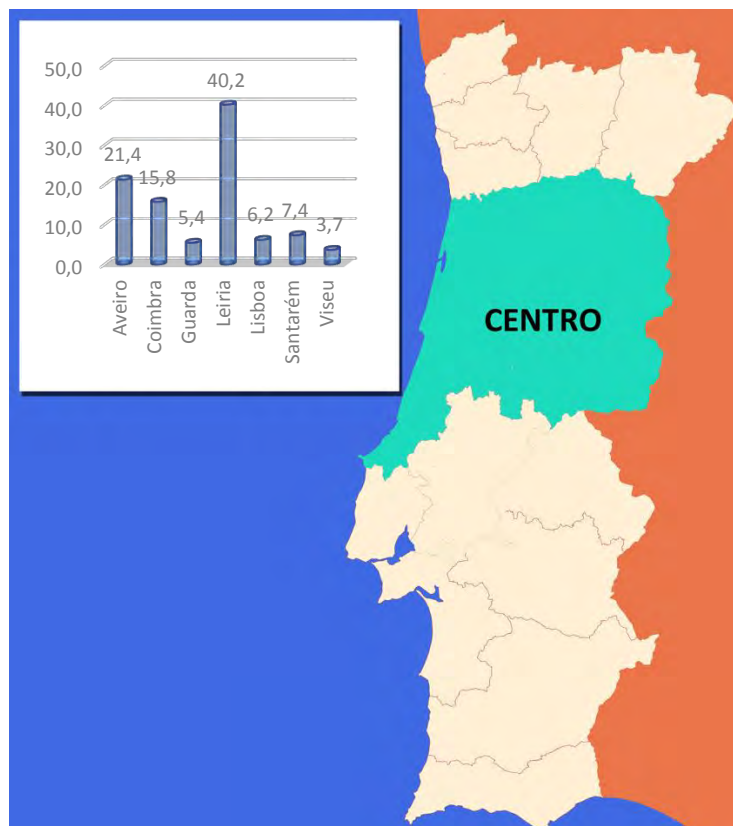 50,0
40,0
30,0
20,0
10,0
0,0
21,4
15,8
5,4
40,2
6,2
7,4
3,7
Aveiro
Coimbra
Guarda
Leiria
Lisboa
Santarém
Viseu
CENTRO